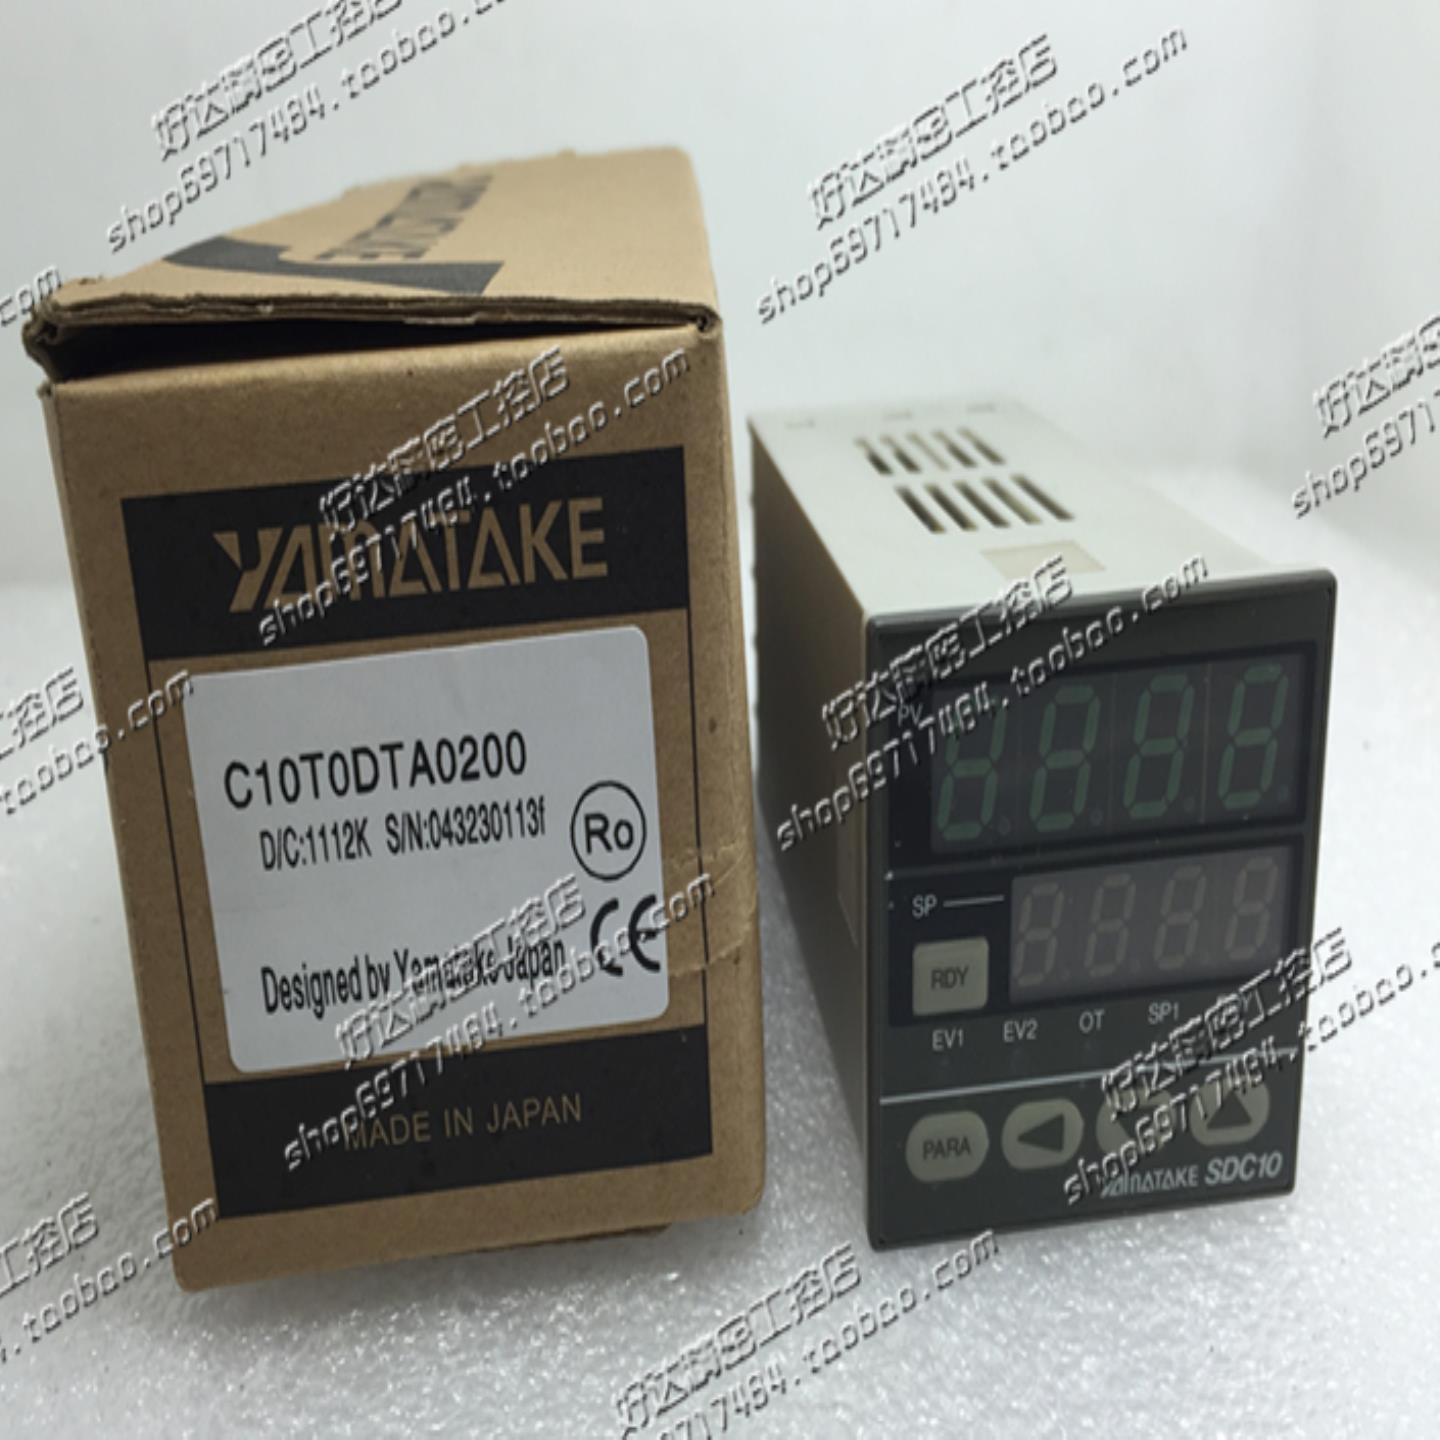 YAMATAKE
C10T0DTA0200
D/C:1112K S/N:043230113f
Ro
Designed by Yamatake Japan
CE
MADE IN JAPAN
PV
SP
RDY
EV1 EV2 OT SP1
PARA
YAMATAKE SDC10
shop69717484.taobao.com